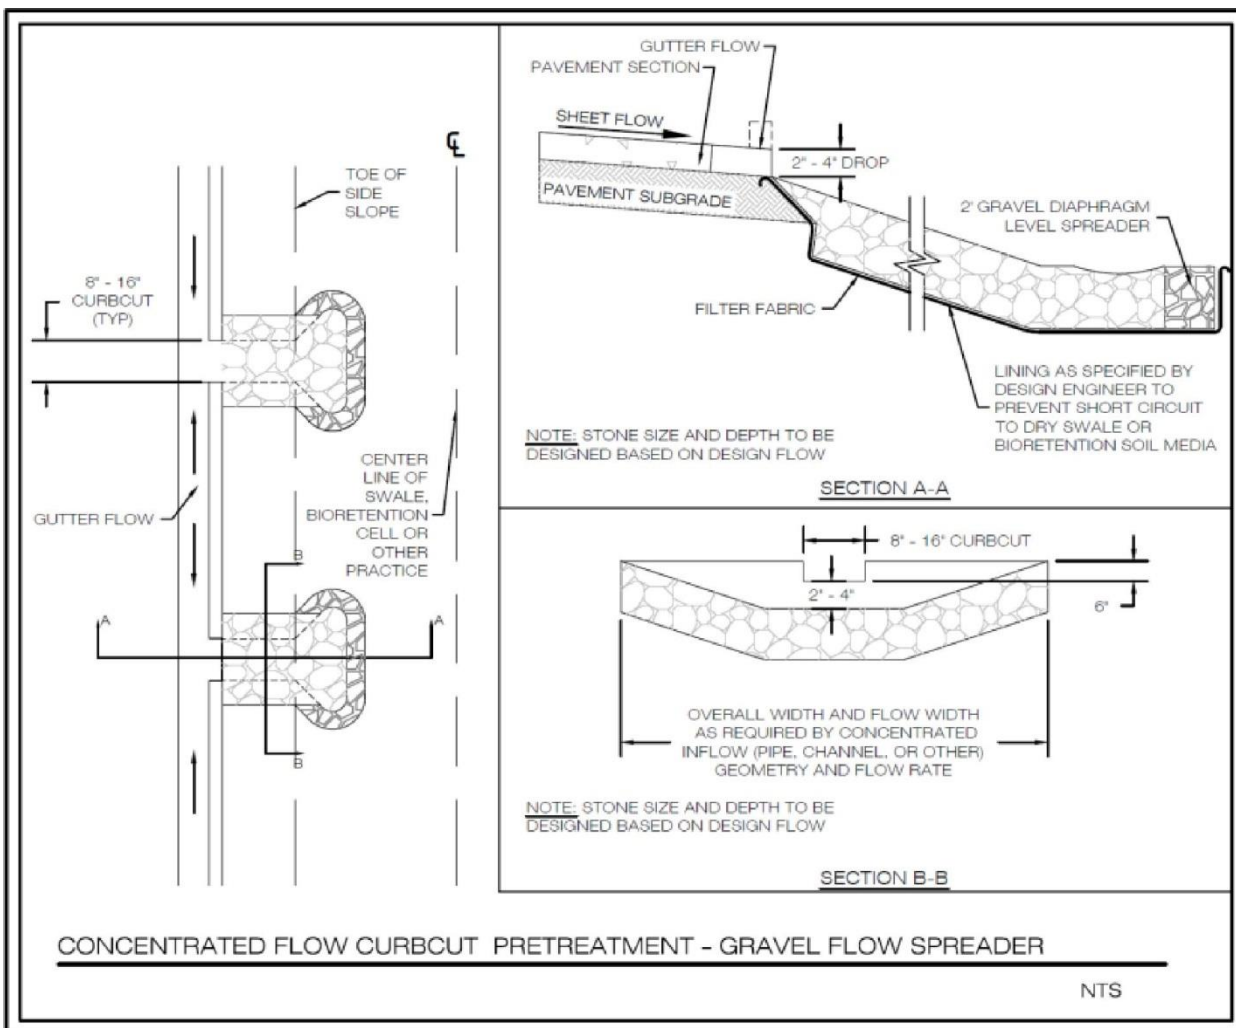 ℄
TOE OF
SIDE
SLOPE
8" - 16"
CURBCUT
(TYP)
CENTER
LINE OF
SWALE,
BIORETENTION
CELL OR
OTHER
PRACTICE
GUTTER FLOW
B
A
A
B
GUTTER FLOW
PAVEMENT SECTION
SHEET FLOW
2" - 4" DROP
PAVEMENT SUBGRADE
2' GRAVEL DIAPHRAGM
LEVEL SPREADER
FILTER FABRIC
LINING AS SPECIFIED BY
DESIGN ENGINEER TO
PREVENT SHORT CIRCUIT
TO DRY SWALE OR
BIORETENTION SOIL MEDIA
NOTE: STONE SIZE AND DEPTH TO BE
DESIGNED BASED ON DESIGN FLOW
SECTION A-A
8" - 16" CURBCUT
2" - 4"
6"
OVERALL WIDTH AND FLOW WIDTH
AS REQUIRED BY CONCENTRATED
INFLOW (PIPE, CHANNEL, OR OTHER)
GEOMETRY AND FLOW RATE
NOTE: STONE SIZE AND DEPTH TO BE
DESIGNED BASED ON DESIGN FLOW
SECTION B-B
CONCENTRATED FLOW CURBCUT PRETREATMENT - GRAVEL FLOW SPREADER
NTS